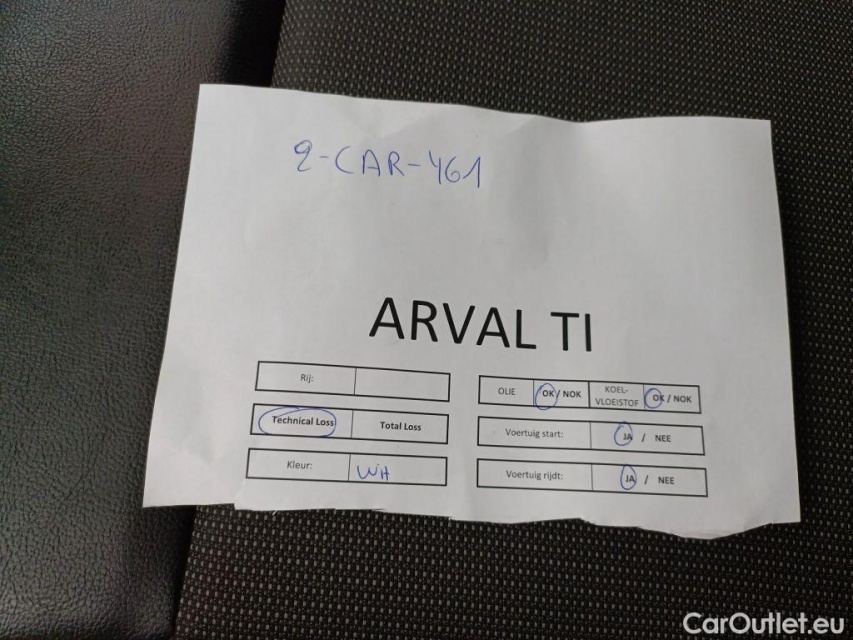 2-CAR-461
ARVAL TI
Rij:
Technical Loss Total Loss
Kleur: Wit
OLIE OK / NOK KOEL-VLOEISTOF OK / NOK
Voertuig start: JA / NEE
Voertuig rijdt: JA / NEE
CarOutlet.eu